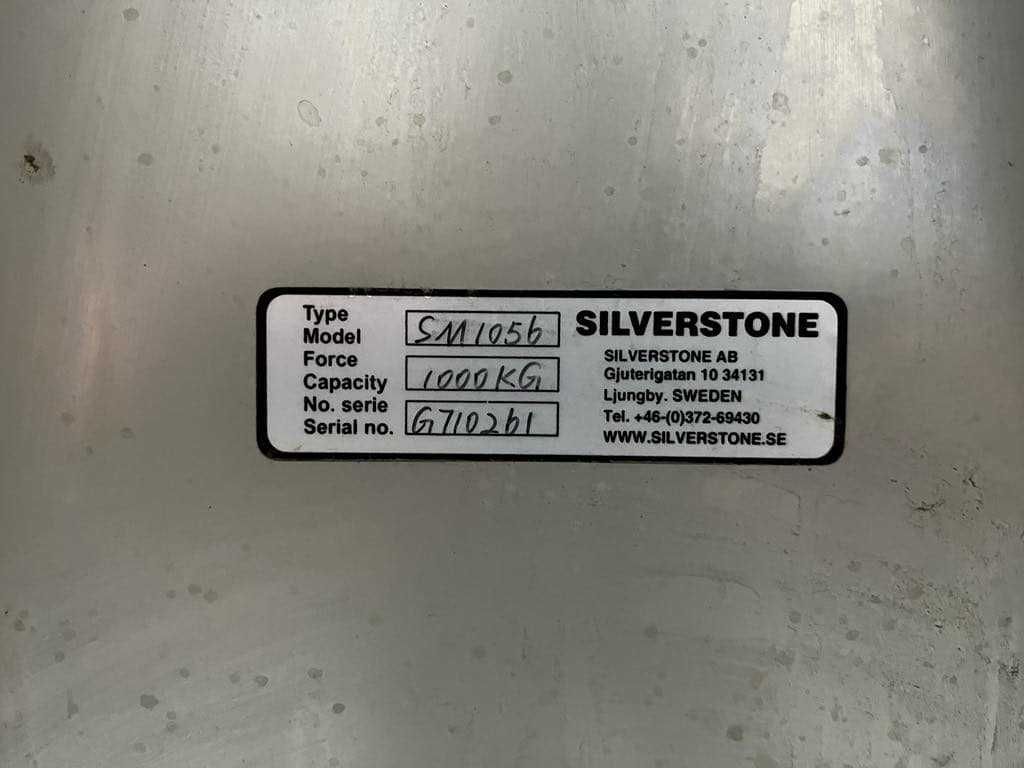 Type
Model SM1056
Force
Capacity 1000KG
No. serie
Serial no. G710261
SILVERSTONE
SILVERSTONE AB
Gjuterigatan 10 34131
Ljungby. SWEDEN
Tel. +46-(0)372-69430
WWW.SILVERSTONE.SE